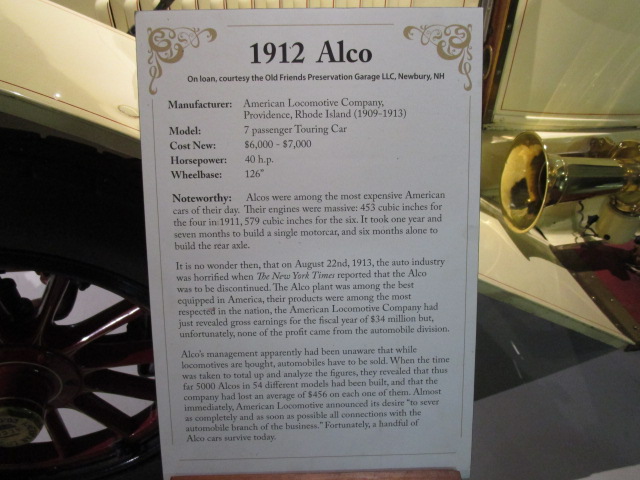 1912 Alco
On loan, courtesy the Old Friends Preservation Garage LLC, Newbury, NH
Manufacturer: American Locomotive Company,
Providence, Rhode Island (1909-1913)
Model: 7 passenger Touring Car
Cost New: $6,000 - $7,000
Horsepower: 40 h.p.
Wheelbase: 126"
Noteworthy: Alcos were among the most expensive American
cars of their day. Their engines were massive: 453 cubic inches for
the four in 1911, 579 cubic inches for the six. It took one year and
seven months to build a single motorcar, and six months alone to
build the rear axle.
It is no wonder then, that on August 22nd, 1913, the auto industry
was horrified when The New York Times reported that the Alco
was to be discontinued. The Alco plant was among the best
equipped in America, their products were among the most
respected in the nation, the American Locomotive Company had
just revealed gross earnings for the fiscal year of $34 million but,
unfortunately, none of the profit came from the automobile division.
Alco's management apparently had been unaware that while
locomotives are bought, automobiles have to be sold. When the time
was taken to total up and analyze the figures, they revealed that thus
far 5000 Alcos in 54 different models had been built, and that the
company had lost an average of $456 on each one of them. Almost
immediately, American Locomotive announced its desire "to sever
as completely and as soon as possible all connections with the
automobile branch of the business." Fortunately, a handful of
Alco cars survive today.